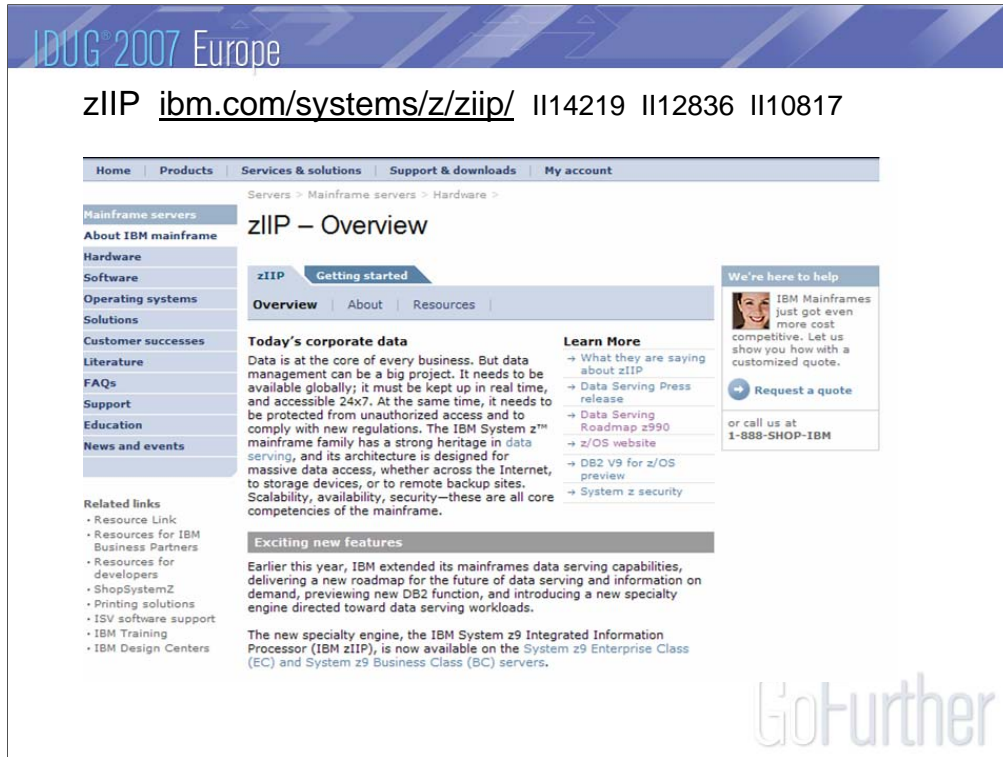 IDUG® 2007 Europe
zIIP ibm.com/systems/z/ziip/ II14219 II12836 II10817
Home | Products | Services & solutions | Support & downloads | My account
Servers > Mainframe servers > Hardware >
Mainframe servers
About IBM mainframe
Hardware
Software
Operating systems
Solutions
Customer successes
Literature
FAQs
Support
Education
News and events
Related links
• Resource Link
• Resources for IBM
Business Partners
• Resources for
developers
• ShopSystemZ
• Printing solutions
• ISV software support
• IBM Training
• IBM Design Centers
zIIP – Overview
zIIP Getting started
Overview | About | Resources |
Today's corporate data
Data is at the core of every business. But data
management can be a big project. It needs to be
available globally; it must be kept up in real time,
and accessible 24x7. At the same time, it needs to
be protected from unauthorized access and to
comply with new regulations. The IBM System z™
mainframe family has a strong heritage in data
serving, and its architecture is designed for
massive data access, whether across the Internet,
to storage devices, or to remote backup sites.
Scalability, availability, security—these are all core
competencies of the mainframe.
Learn More
→ What they are saying
about zIIP
→ Data Serving Press
release
→ Data Serving
Roadmap z990
→ z/OS website
→ DB2 V9 for z/OS
preview
→ System z security
Exciting new features
Earlier this year, IBM extended its mainframes data serving capabilities,
delivering a new roadmap for the future of data serving and information on
demand, previewing new DB2 function, and introducing a new specialty
engine directed toward data serving workloads.
The new specialty engine, the IBM System z9 Integrated Information
Processor (IBM zIIP), is now available on the System z9 Enterprise Class
(EC) and System z9 Business Class (BC) servers.
We're here to help
IBM Mainframes
just got even
more cost
competitive. Let us
show you how with a
customized quote.
Request a quote
or call us at
1-888-SHOP-IBM
GoFurther